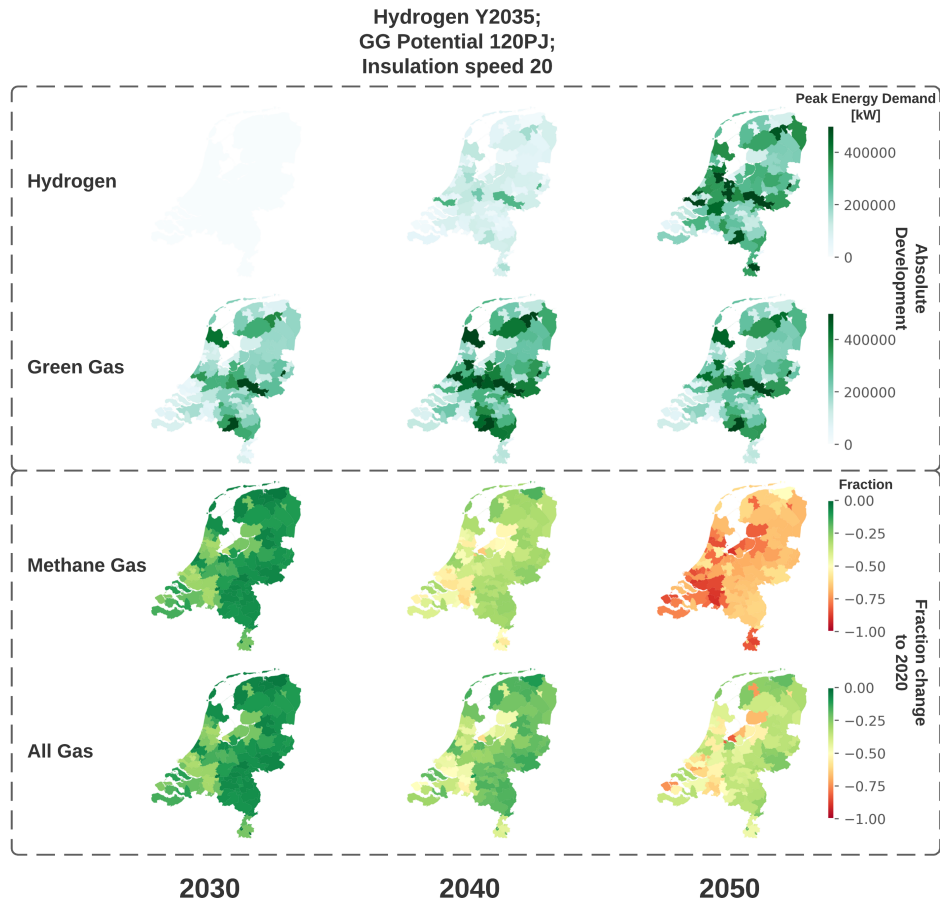 Hydrogen Y2035;
GG Potential 120PJ;
Insulation speed 20
Peak Energy Demand
[kW]
Hydrogen
400000
200000
0
Absolute
Development
Green Gas
400000
200000
0
Fraction
Methane Gas
0.00
−0.25
−0.50
−0.75
−1.00
Fraction change
to 2020
All Gas
0.00
−0.25
−0.50
−0.75
−1.00
2030
2040
2050